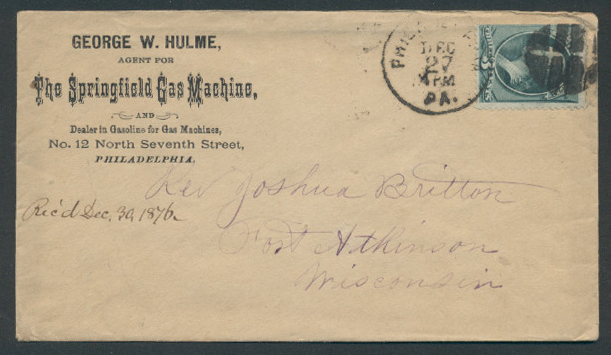 GEORGE W. HULME,
AGENT FOR
The Springfield Gas Machine,
AND
Dealer in Gasoline for Gas Machines,
No. 12 North Seventh Street,
PHILADELPHIA.
DEC
27
PM
PA.
Rec'd Dec, 30, 1876.
Rev Joshua Britton
Fort Atkinson
Wisconsin